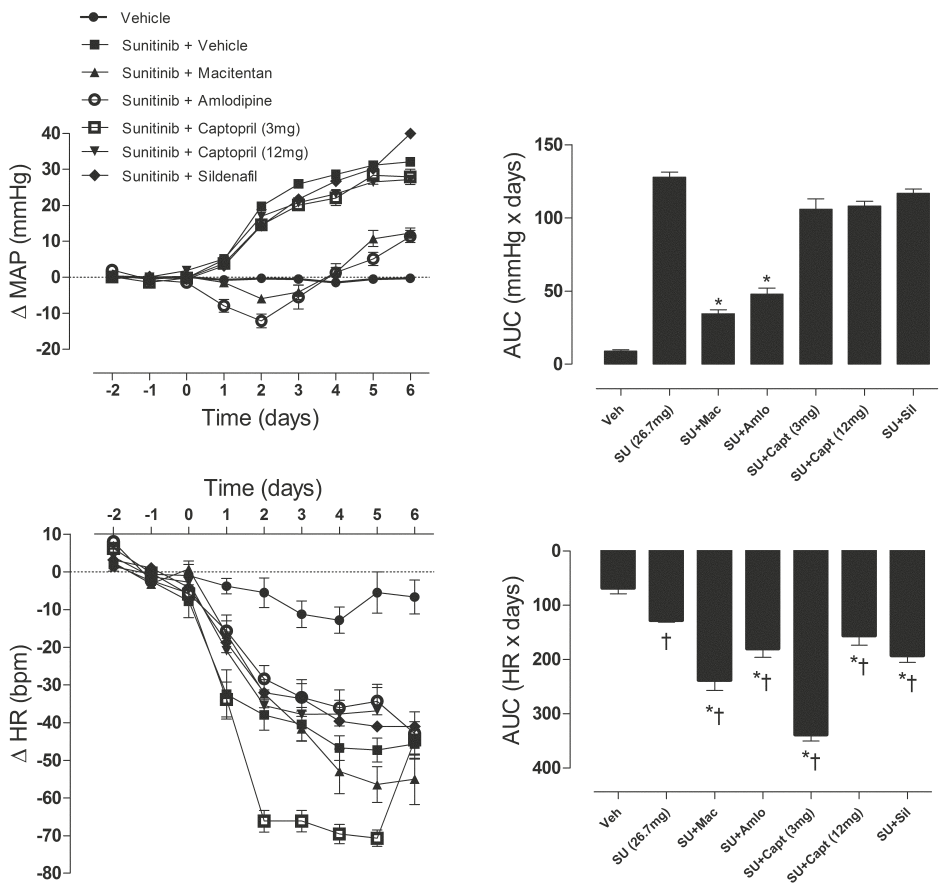 Vehicle
Sunitinib + Vehicle
Sunitinib + Macitentan
Sunitinib + Amlodipine
Sunitinib + Captopril (3mg)
Sunitinib + Captopril (12mg)
Sunitinib + Sildenafil
Δ MAP (mmHg)
40
30
20
10
0
-10
-20
-2 -1 0 1 2 3 4 5 6
Time (days)
AUC (mmHg x days)
150
100
50
0
* *
Veh
SU (26.7mg)
SU+Mac
SU+Amlo
SU+Capt (3mg)
SU+Capt (12mg)
SU+Sil
Time (days)
-2 -1 0 1 2 3 4 5 6
Δ HR (bpm)
10
0
-10
-20
-30
-40
-50
-60
-70
-80
AUC (HR x days)
0
100
200
300
400
† *† *† *† *† *†
Veh
SU (26.7mg)
SU+Mac
SU+Amlo
SU+Capt (3mg)
SU+Capt (12mg)
SU+Sil